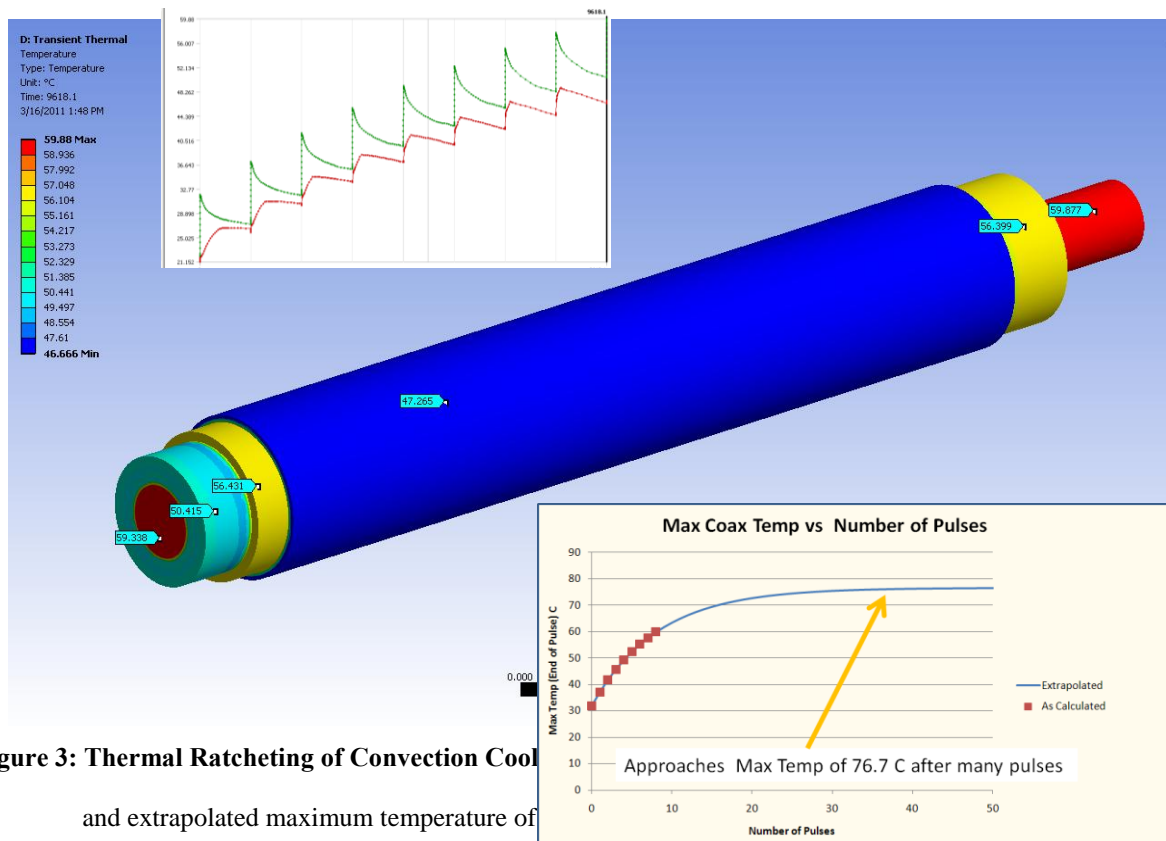 D: Transient Thermal
Temperature
Type: Temperature
Unit: °C
Time: 9618.1
3/16/2011 1:48 PM
59.88 Max
58.936
57.992
57.048
56.104
55.161
54.217
53.273
52.329
51.385
50.441
49.497
48.554
47.61
46.666 Min
9618.1
59.88
56.007
52.134
48.262
44.389
40.516
36.643
32.77
28.898
25.025
21.152
59.877
56.399
47.265
56.431
50.415
59.338
0.000
Max Coax Temp vs Number of Pulses
Max Temp (End of Pulse) C
90
80
70
60
50
40
30
20
10
0
0 10 20 30 40 50
Number of Pulses
Extrapolated
As Calculated
Approaches Max Temp of 76.7 C after many pulses
gure 3: Thermal Ratcheting of Convection Cool
and extrapolated maximum temperature of